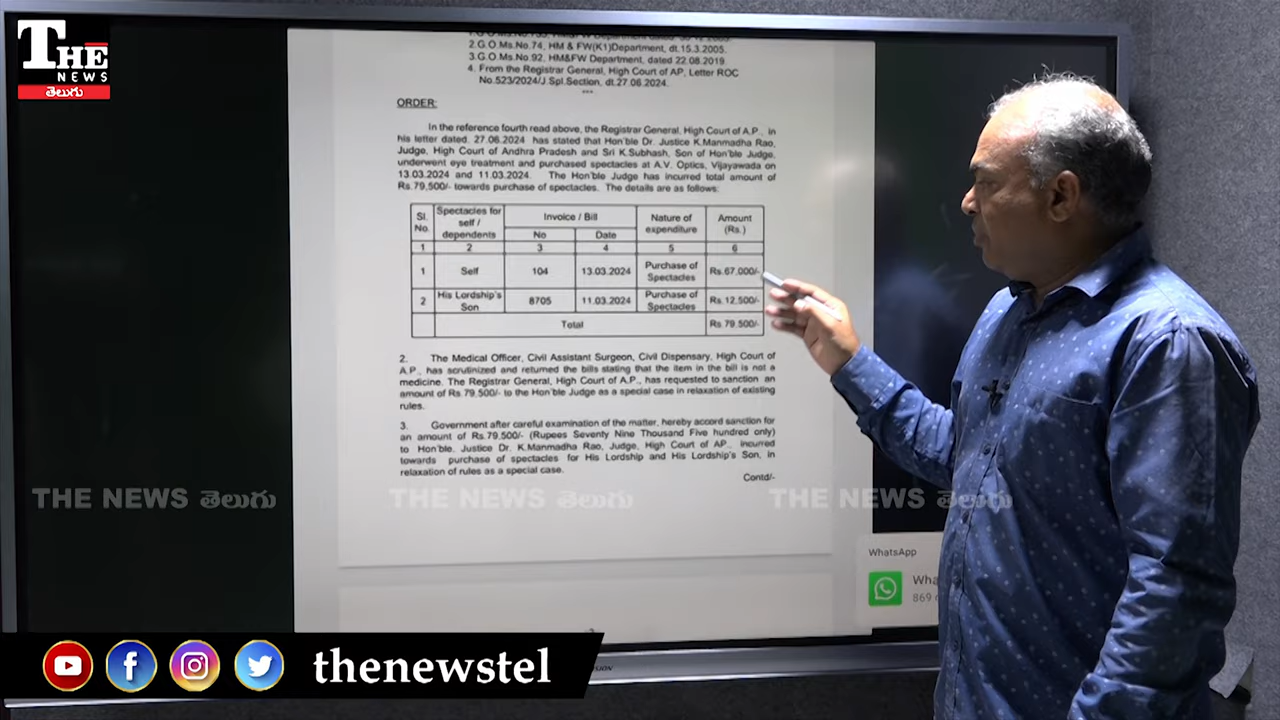 THE
NEWS
తెలుగు
2.G.O.Ms.No.74, HM & FW(K1)Department, dt.15.3.2005.
3.G.O.Ms.No.92, HM&FW Department, dated 22.08.2019.
4. From the Registrar General, High Court of AP, Letter ROC
No.523/2024/J.Spl.Section, dt.27.06.2024.
***
ORDER:
In the reference fourth read above, the Registrar General, High Court of A.P., in
his letter dated. 27.06.2024 has stated that Hon'ble Dr. Justice K.Manmadha Rao,
Judge, High Court of Andhra Pradesh and Sri K.Subhash, Son of Hon'ble Judge,
underwent eye treatment and purchased spectacles at A.V. Optics, Vijayawada on
13.03.2024 and 11.03.2024. The Hon'ble Judge has incurred total amount of
Rs.79,500/- towards purchase of spectacles. The details are as follows:
Sl. No. Spectacles for self / dependents Invoice / Bill Nature of expenditure Amount (Rs.)
No Date
1 2 3 4 5 6
1 Self 104 13.03.2024 Purchase of Spectacles Rs.67,000/-
2 His Lordship's Son 8705 11.03.2024 Purchase of Spectacles Rs.12,500/-
Total Rs.79,500/-
2. The Medical Officer, Civil Assistant Surgeon, Civil Dispensary, High Court of
A.P., has scrutinized and returned the bills stating that the item in the bill is not a
medicine. The Registrar General, High Court of A.P., has requested to sanction an
amount of Rs.79,500/- to the Hon'ble Judge as a special case in relaxation of existing
rules.
3. Government after careful examination of the matter, hereby accord sanction for
an amount of Rs.79,500/- (Rupees Seventy Nine Thousand Five hundred only)
to Hon'ble. Justice Dr. K.Manmadha Rao, Judge, High Court of AP., incurred
towards purchase of spectacles for His Lordship and His Lordship's Son, in
relaxation of rules as a special case.
Contd/-
THE NEWS తెలుగు THE NEWS తెలుగు THE NEWS తెలుగు
WhatsApp
869
thenewstel